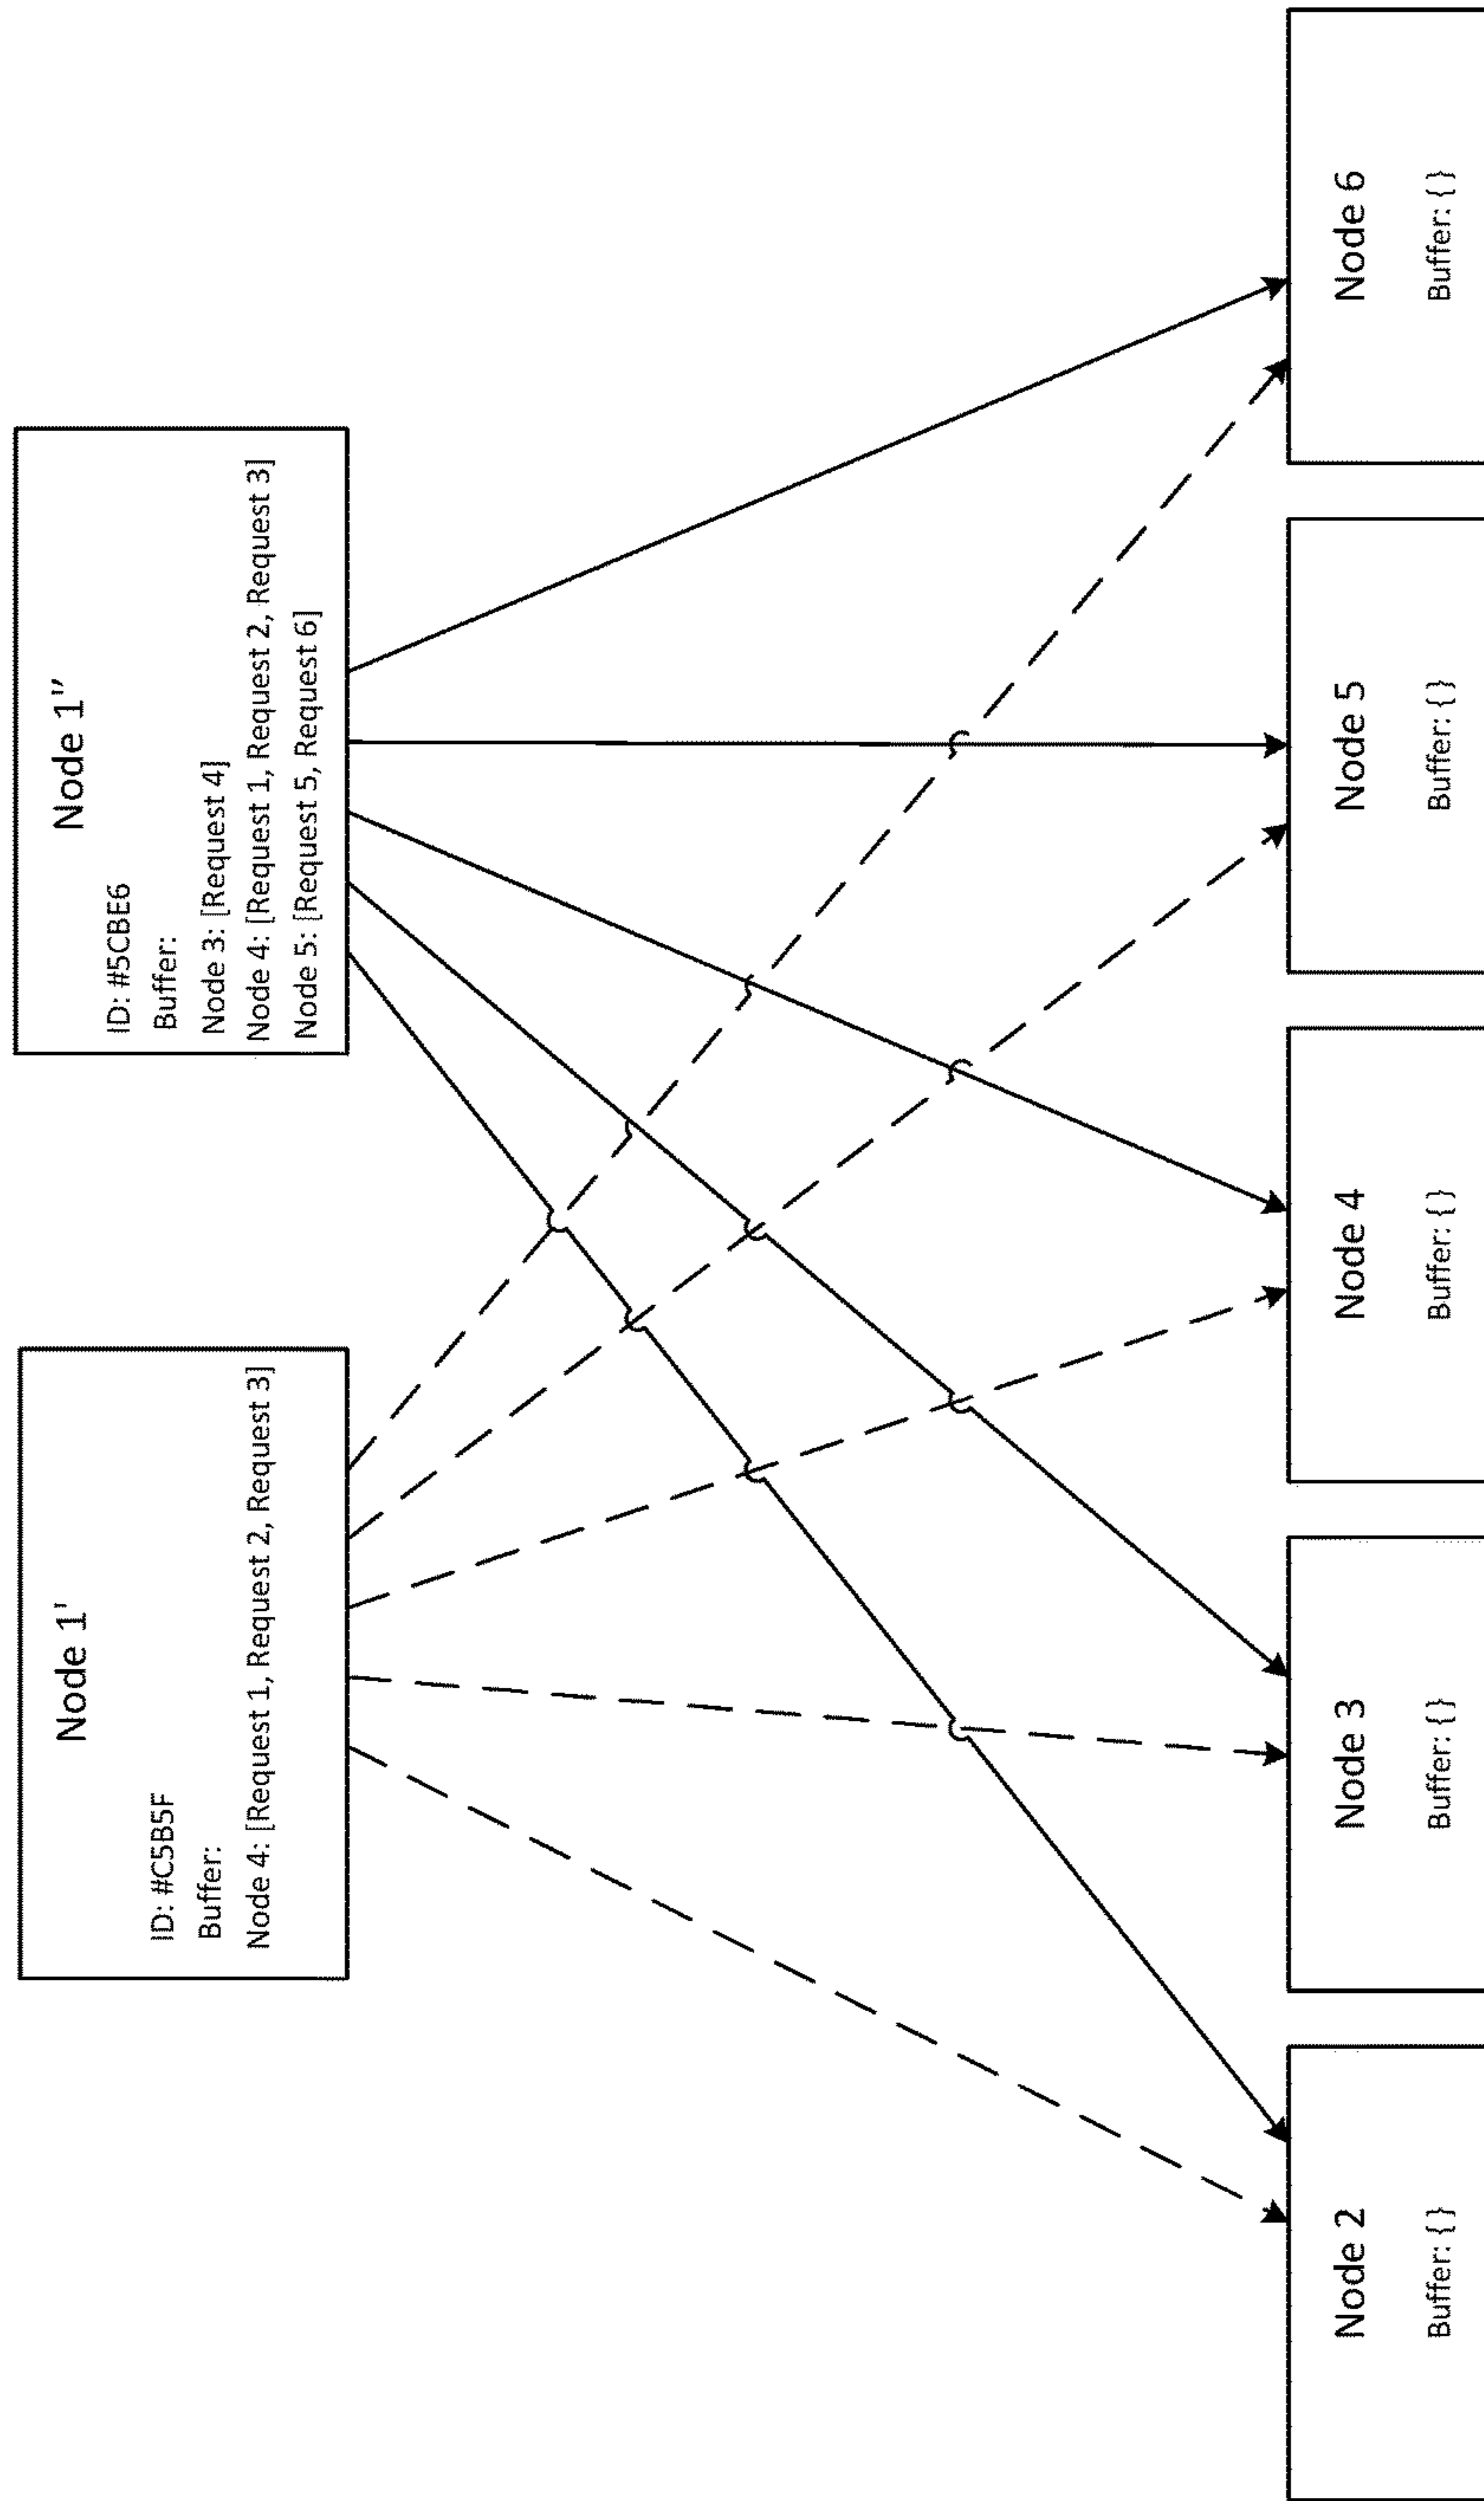 Node 1'
ID: #C5B5F
Buffer:
Node 4: [Request 1, Request 2, Request 3]
Node 1"
ID: #5CBE6
Buffer:
Node 3: [Request 4]
Node 4: [Request 1, Request 2, Request 3]
Node 5: [Request 5, Request 6]
Node 2
Buffer: { }
Node 3
Buffer: { }
Node 4
Buffer: { }
Node 5
Buffer: { }
Node 6
Buffer: { }